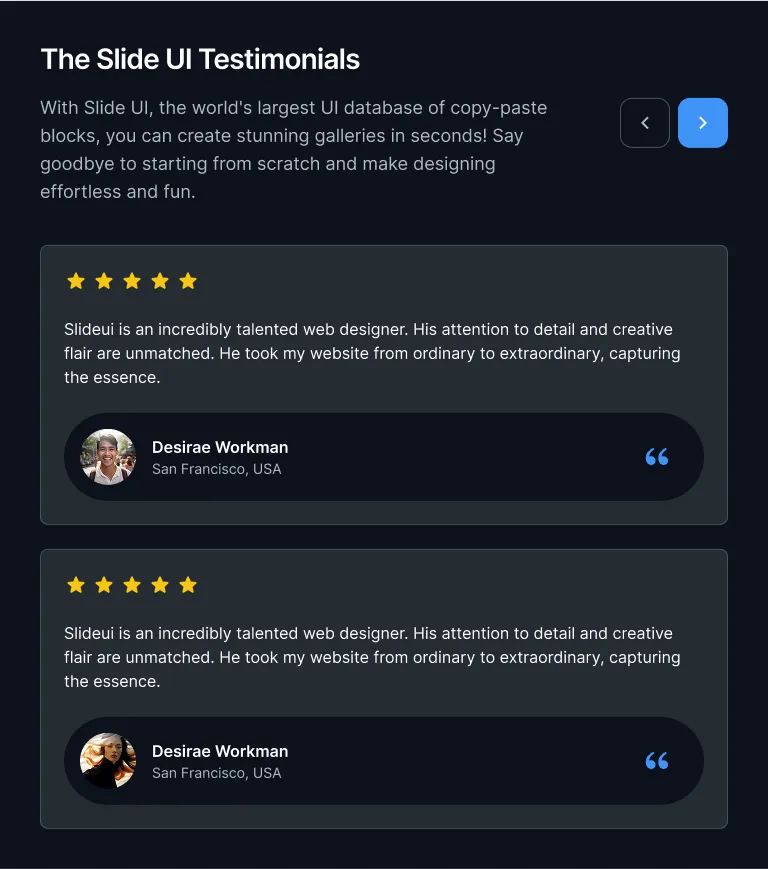 The Slide UI Testimonials
With Slide UI, the world's largest UI database of copy-paste
blocks, you can create stunning galleries in seconds! Say
goodbye to starting from scratch and make designing
effortless and fun.
Slideui is an incredibly talented web designer. His attention to detail and creative
flair are unmatched. He took my website from ordinary to extraordinary, capturing
the essence.
Desirae Workman
San Francisco, USA
Slideui is an incredibly talented web designer. His attention to detail and creative
flair are unmatched. He took my website from ordinary to extraordinary, capturing
the essence.
Desirae Workman
San Francisco, USA